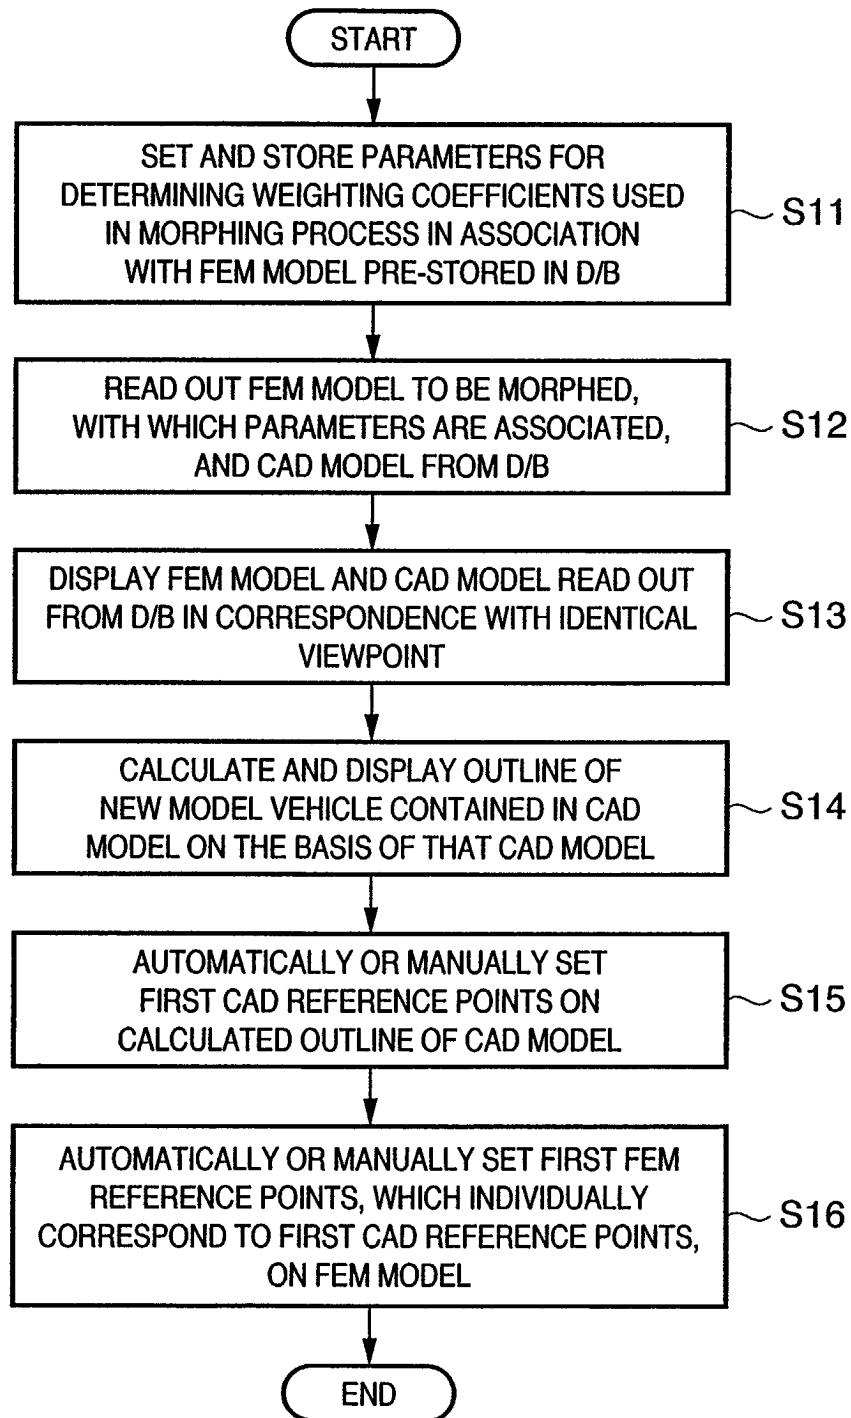 START
SET AND STORE PARAMETERS FOR
DETERMINING WEIGHTING COEFFICIENTS USED
IN MORPHING PROCESS IN ASSOCIATION
WITH FEM MODEL PRE-STORED IN D/B
S11
READ OUT FEM MODEL TO BE MORPHED,
WITH WHICH PARAMETERS ARE ASSOCIATED,
AND CAD MODEL FROM D/B
S12
DISPLAY FEM MODEL AND CAD MODEL READ OUT
FROM D/B IN CORRESPONDENCE WITH IDENTICAL
VIEWPOINT
S13
CALCULATE AND DISPLAY OUTLINE OF
NEW MODEL VEHICLE CONTAINED IN CAD
MODEL ON THE BASIS OF THAT CAD MODEL
S14
AUTOMATICALLY OR MANUALLY SET
FIRST CAD REFERENCE POINTS ON
CALCULATED OUTLINE OF CAD MODEL
S15
AUTOMATICALLY OR MANUALLY SET FIRST FEM
REFERENCE POINTS, WHICH INDIVIDUALLY
CORRESPOND TO FIRST CAD REFERENCE POINTS,
ON FEM MODEL
S16
END